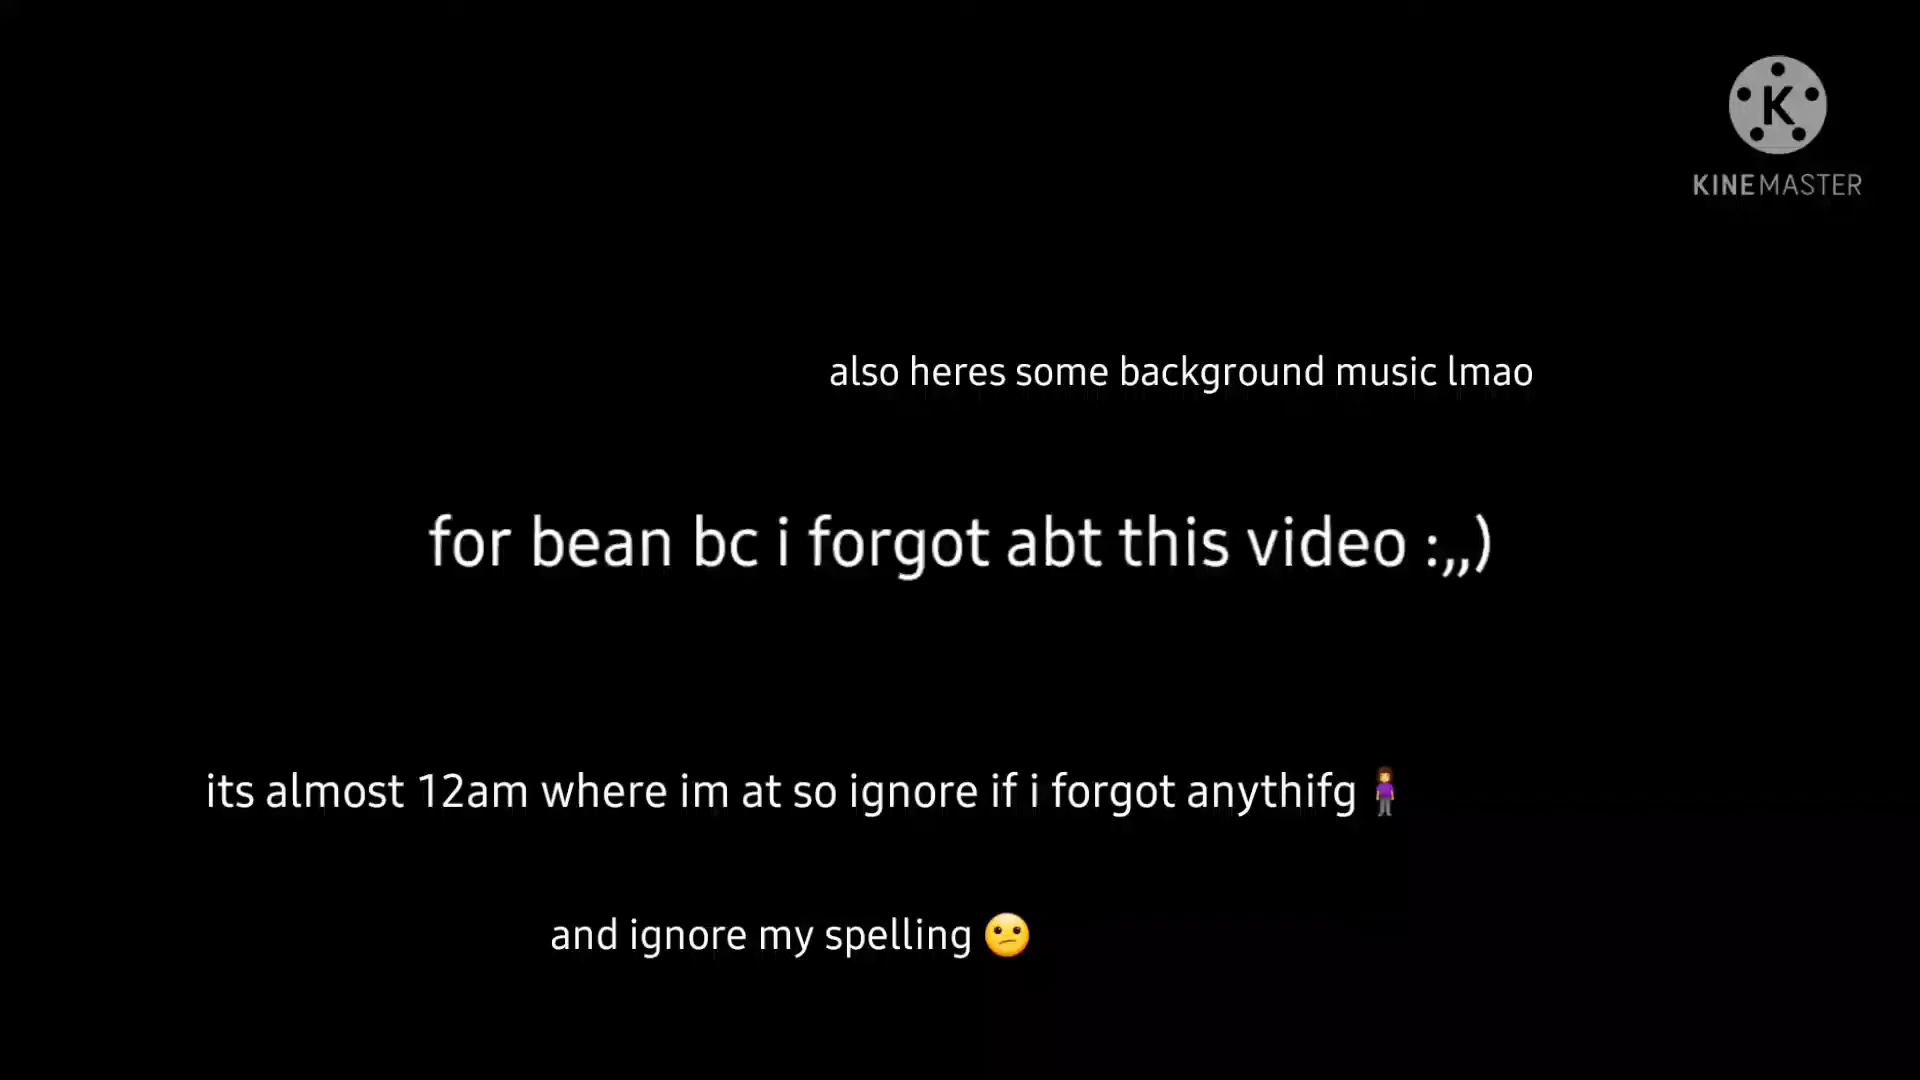 K
KINEMASTER
also heres some background music lmao
for bean bc i forgot abt this video :,,)
its almost 12am where im at so ignore if i forgot anythifg🧍‍♀️
and ignore my spelling 😕